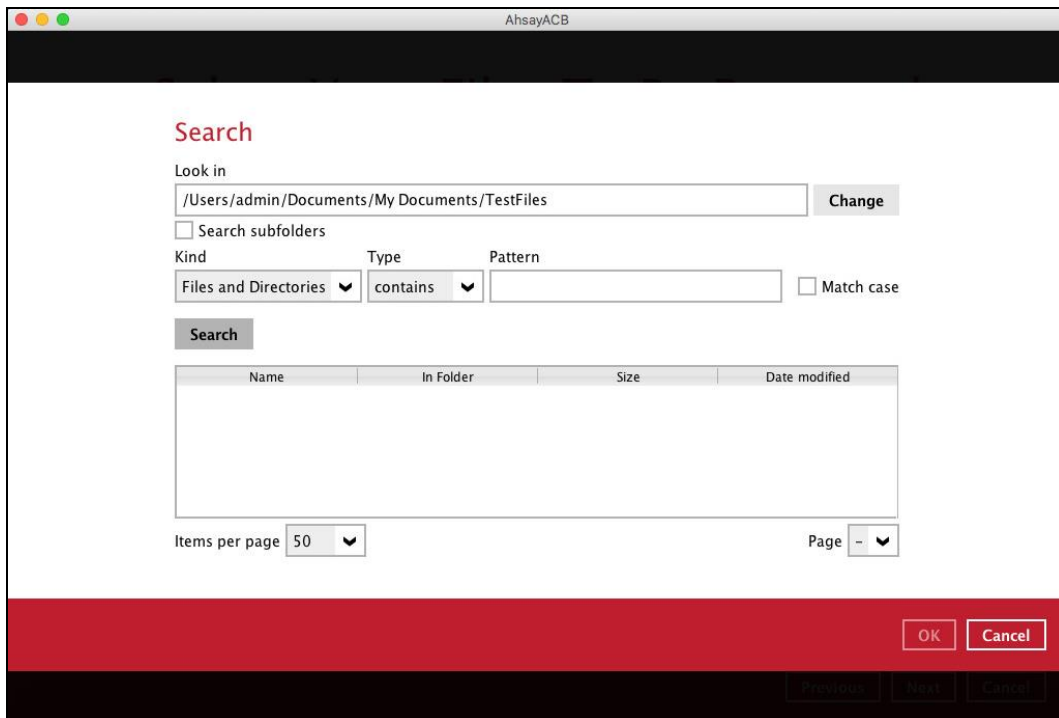 AhsayACB
Search
Look in
/Users/admin/Documents/My Documents/TestFiles
Change
Search subfolders
Kind Type Pattern
Files and Directories contains Match case
Search
Name In Folder Size Date modified
Items per page 50 Page -
OK Cancel
Previous Next Cancel